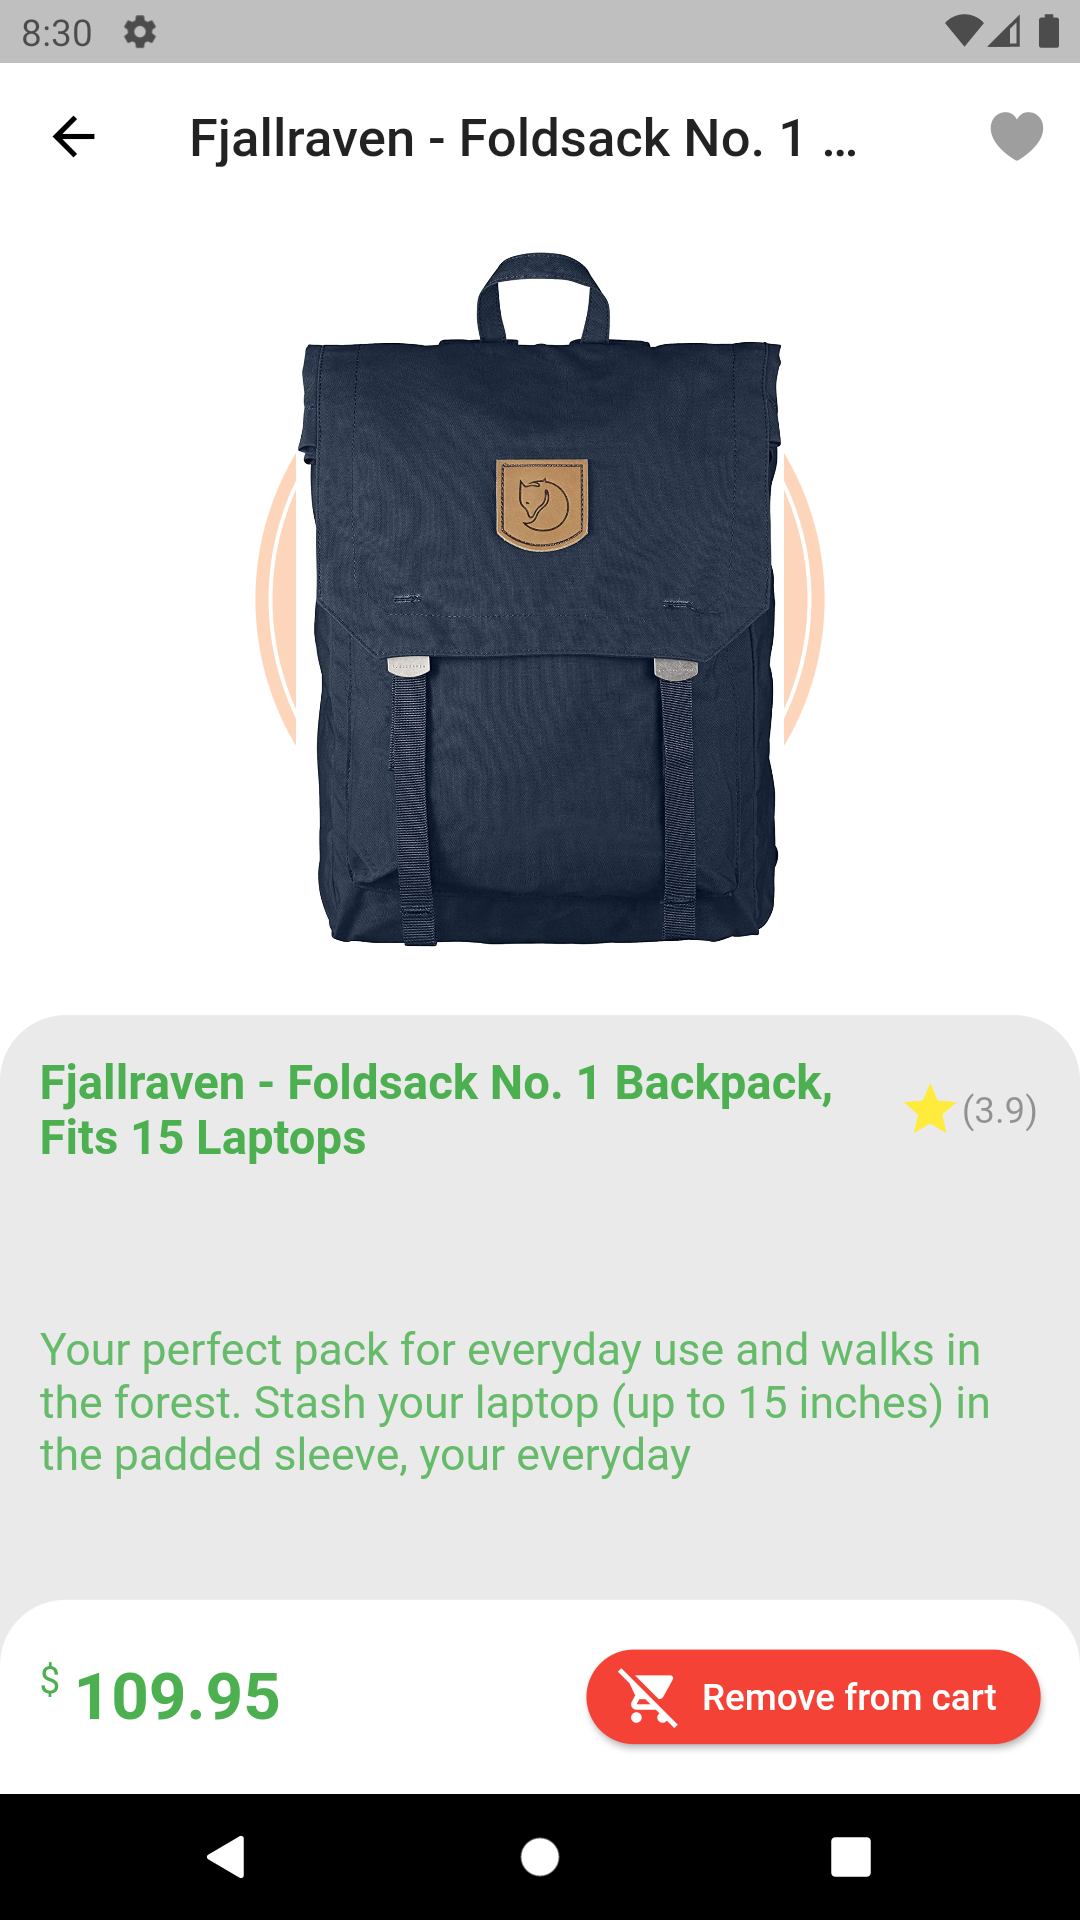 8:30
Fjallraven - Foldsack No. 1 ...
Fjallraven - Foldsack No. 1 Backpack,
Fits 15 Laptops
(3.9)
Your perfect pack for everyday use and walks in
the forest. Stash your laptop (up to 15 inches) in
the padded sleeve, your everyday
$ 109.95
Remove from cart